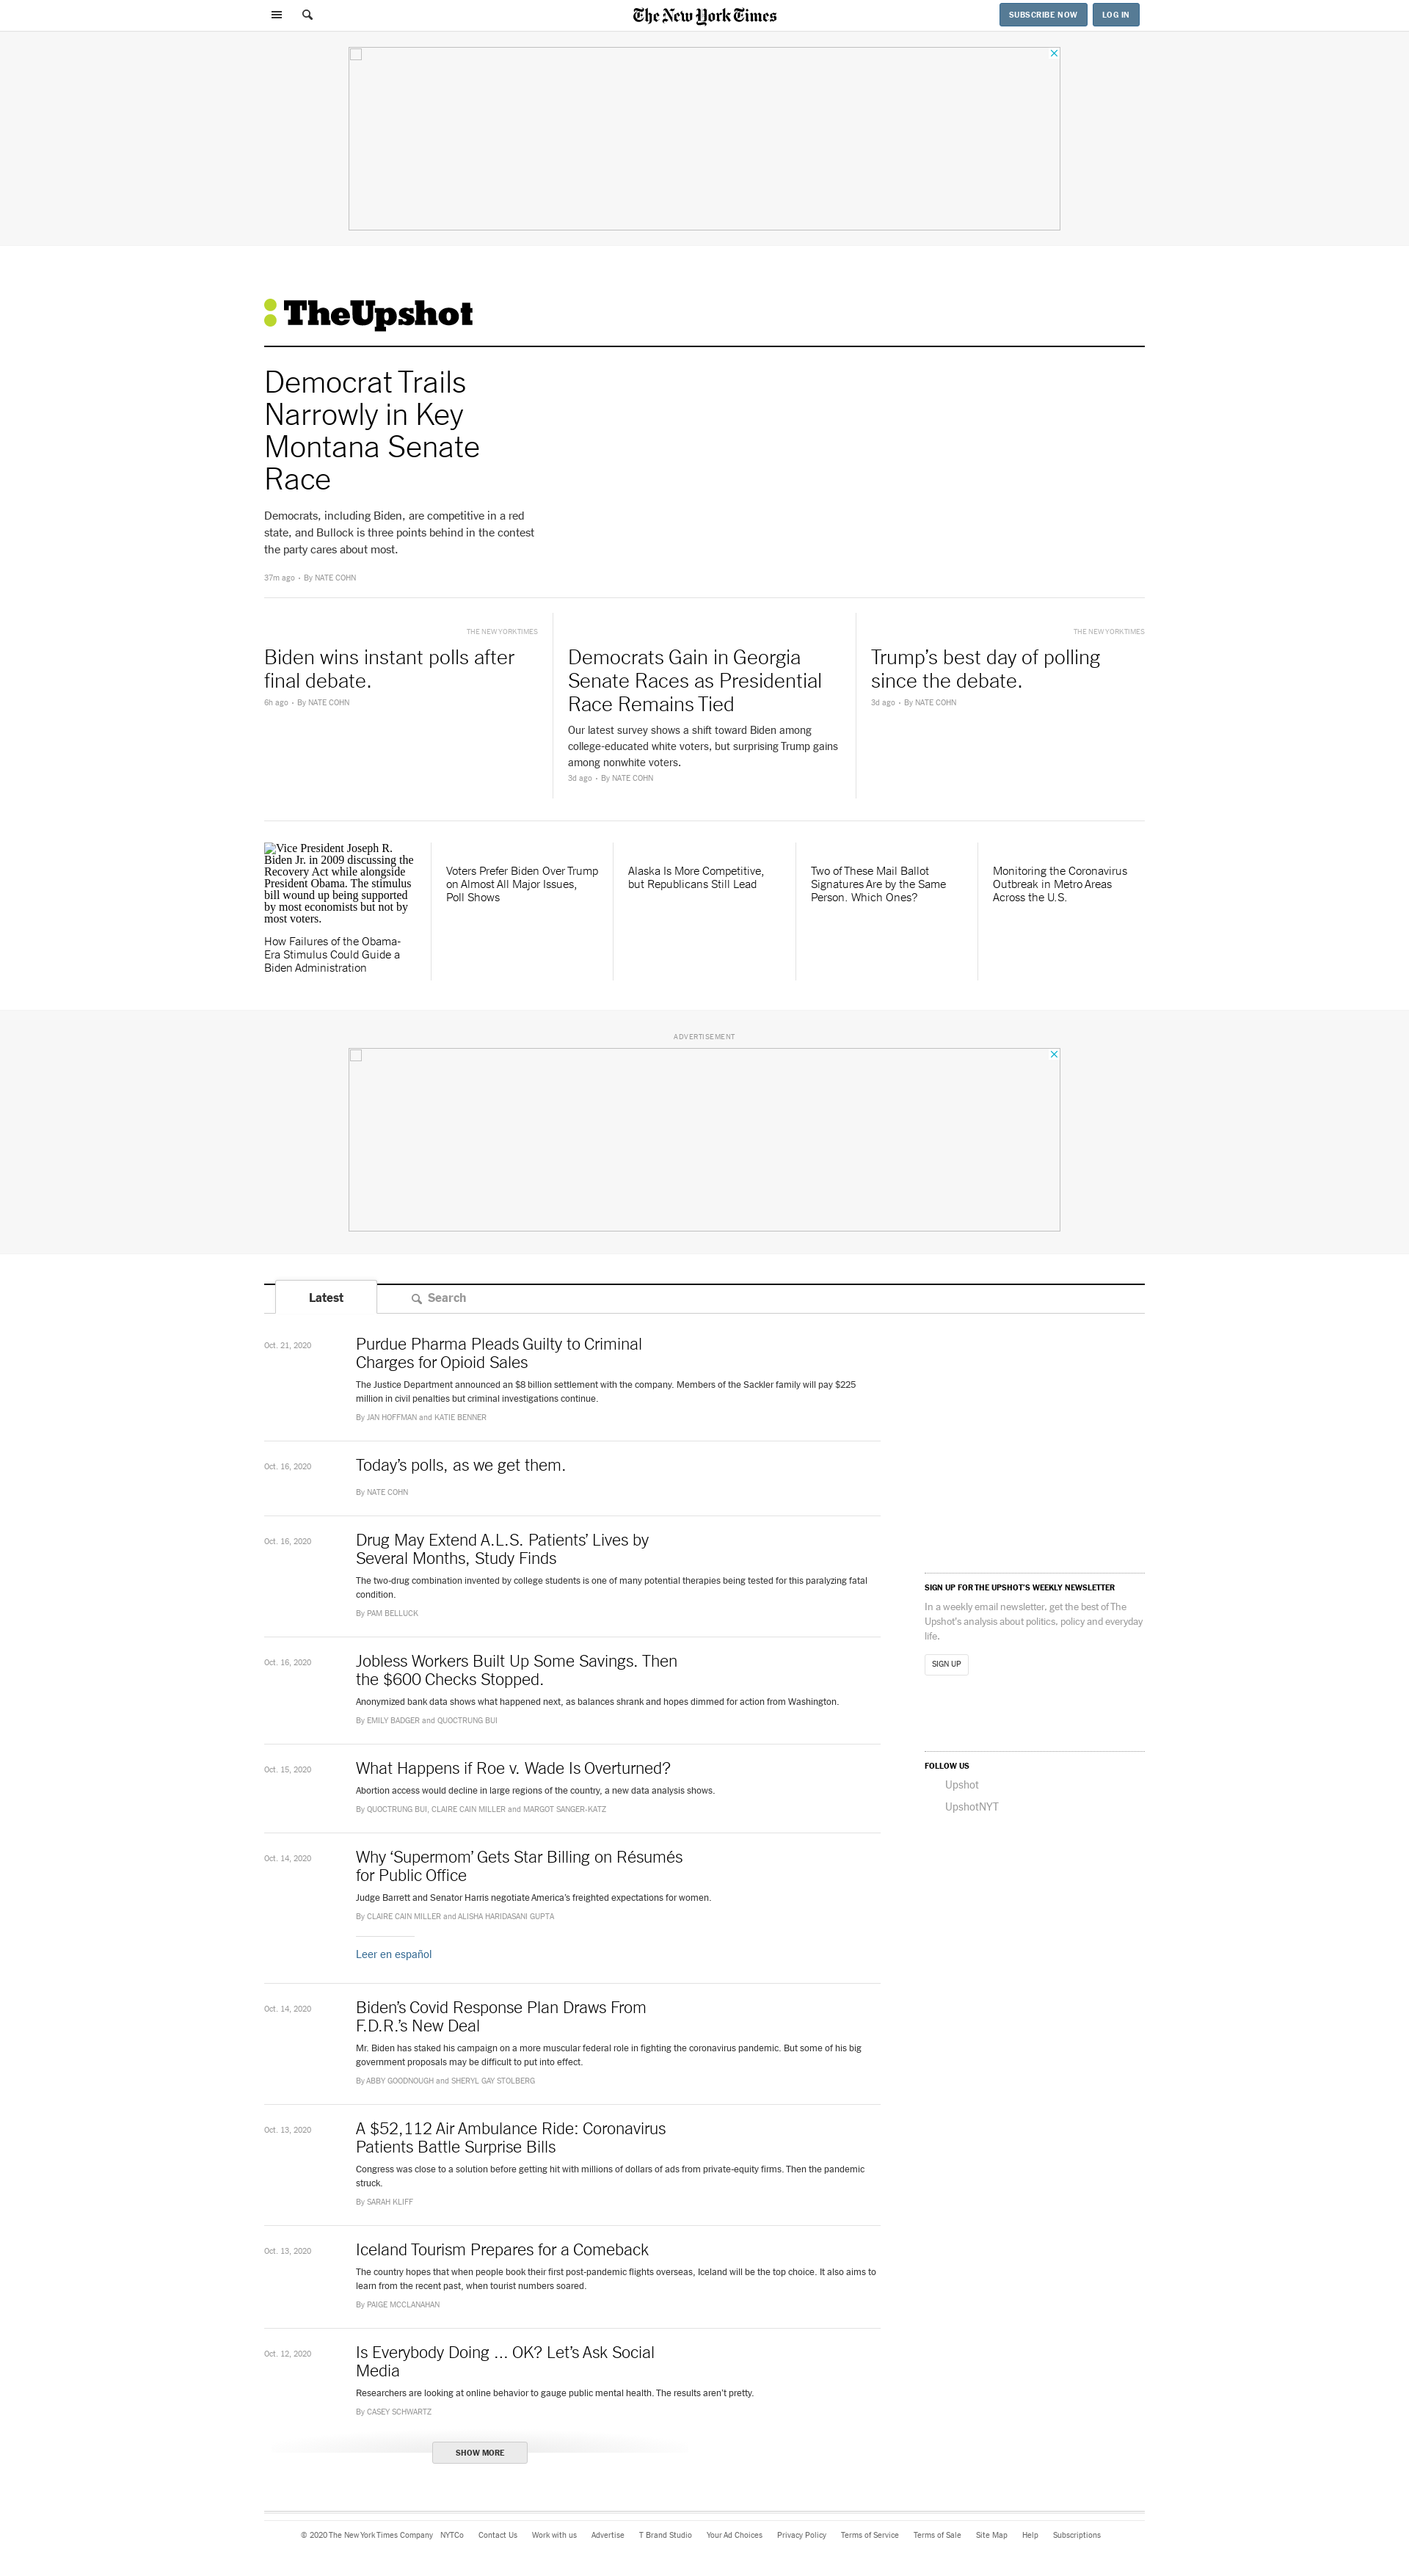 The New York Times
SUBSCRIBE NOW
LOG IN
TheUpshot
Democrat Trails
Narrowly in Key
Montana Senate
Race
Democrats, including Biden, are competitive in a red
state, and Bullock is three points behind in the contest
the party cares about most.
37m ago • By NATE COHN
THE NEW YORK TIMES
Biden wins instant polls after
final debate.
6h ago • By NATE COHN
Democrats Gain in Georgia
Senate Races as Presidential
Race Remains Tied
Our latest survey shows a shift toward Biden among
college-educated white voters, but surprising Trump gains
among nonwhite voters.
3d ago • By NATE COHN
THE NEW YORK TIMES
Trump’s best day of polling
since the debate.
3d ago • By NATE COHN
Vice President Joseph R.
Biden Jr. in 2009 discussing the
Recovery Act while alongside
President Obama. The stimulus
bill wound up being supported
by most economists but not by
most voters.
How Failures of the Obama-
Era Stimulus Could Guide a
Biden Administration
Voters Prefer Biden Over Trump
on Almost All Major Issues,
Poll Shows
Alaska Is More Competitive,
but Republicans Still Lead
Two of These Mail Ballot
Signatures Are by the Same
Person. Which Ones?
Monitoring the Coronavirus
Outbreak in Metro Areas
Across the U.S.
ADVERTISEMENT
Latest
Search
Oct. 21, 2020
Purdue Pharma Pleads Guilty to Criminal
Charges for Opioid Sales
The Justice Department announced an $8 billion settlement with the company. Members of the Sackler family will pay $225
million in civil penalties but criminal investigations continue.
By JAN HOFFMAN and KATIE BENNER
Oct. 16, 2020
Today’s polls, as we get them.
By NATE COHN
Oct. 16, 2020
Drug May Extend A.L.S. Patients’ Lives by
Several Months, Study Finds
The two-drug combination invented by college students is one of many potential therapies being tested for this paralyzing fatal
condition.
By PAM BELLUCK
Oct. 16, 2020
Jobless Workers Built Up Some Savings. Then
the $600 Checks Stopped.
Anonymized bank data shows what happened next, as balances shrank and hopes dimmed for action from Washington.
By EMILY BADGER and QUOCTRUNG BUI
Oct. 15, 2020
What Happens if Roe v. Wade Is Overturned?
Abortion access would decline in large regions of the country, a new data analysis shows.
By QUOCTRUNG BUI, CLAIRE CAIN MILLER and MARGOT SANGER-KATZ
Oct. 14, 2020
Why ‘Supermom’ Gets Star Billing on Résumés
for Public Office
Judge Barrett and Senator Harris negotiate America’s freighted expectations for women.
By CLAIRE CAIN MILLER and ALISHA HARIDASANI GUPTA
Leer en español
Oct. 14, 2020
Biden’s Covid Response Plan Draws From
F.D.R.’s New Deal
Mr. Biden has staked his campaign on a more muscular federal role in fighting the coronavirus pandemic. But some of his big
government proposals may be difficult to put into effect.
By ABBY GOODNOUGH and SHERYL GAY STOLBERG
Oct. 13, 2020
A $52,112 Air Ambulance Ride: Coronavirus
Patients Battle Surprise Bills
Congress was close to a solution before getting hit with millions of dollars of ads from private-equity firms. Then the pandemic
struck.
By SARAH KLIFF
Oct. 13, 2020
Iceland Tourism Prepares for a Comeback
The country hopes that when people book their first post-pandemic flights overseas, Iceland will be the top choice. It also aims to
learn from the recent past, when tourist numbers soared.
By PAIGE MCCLANAHAN
Oct. 12, 2020
Is Everybody Doing ... OK? Let’s Ask Social
Media
Researchers are looking at online behavior to gauge public mental health. The results aren’t pretty.
By CASEY SCHWARTZ
SHOW MORE
SIGN UP FOR THE UPSHOT’S WEEKLY NEWSLETTER
In a weekly email newsletter, get the best of The
Upshot’s analysis about politics, policy and everyday
life.
SIGN UP
FOLLOW US
Upshot
UpshotNYT
© 2020 The New York Times Company NYTCo Contact Us Work with us Advertise T Brand Studio Your Ad Choices Privacy Policy Terms of Service Terms of Sale Site Map Help Subscriptions